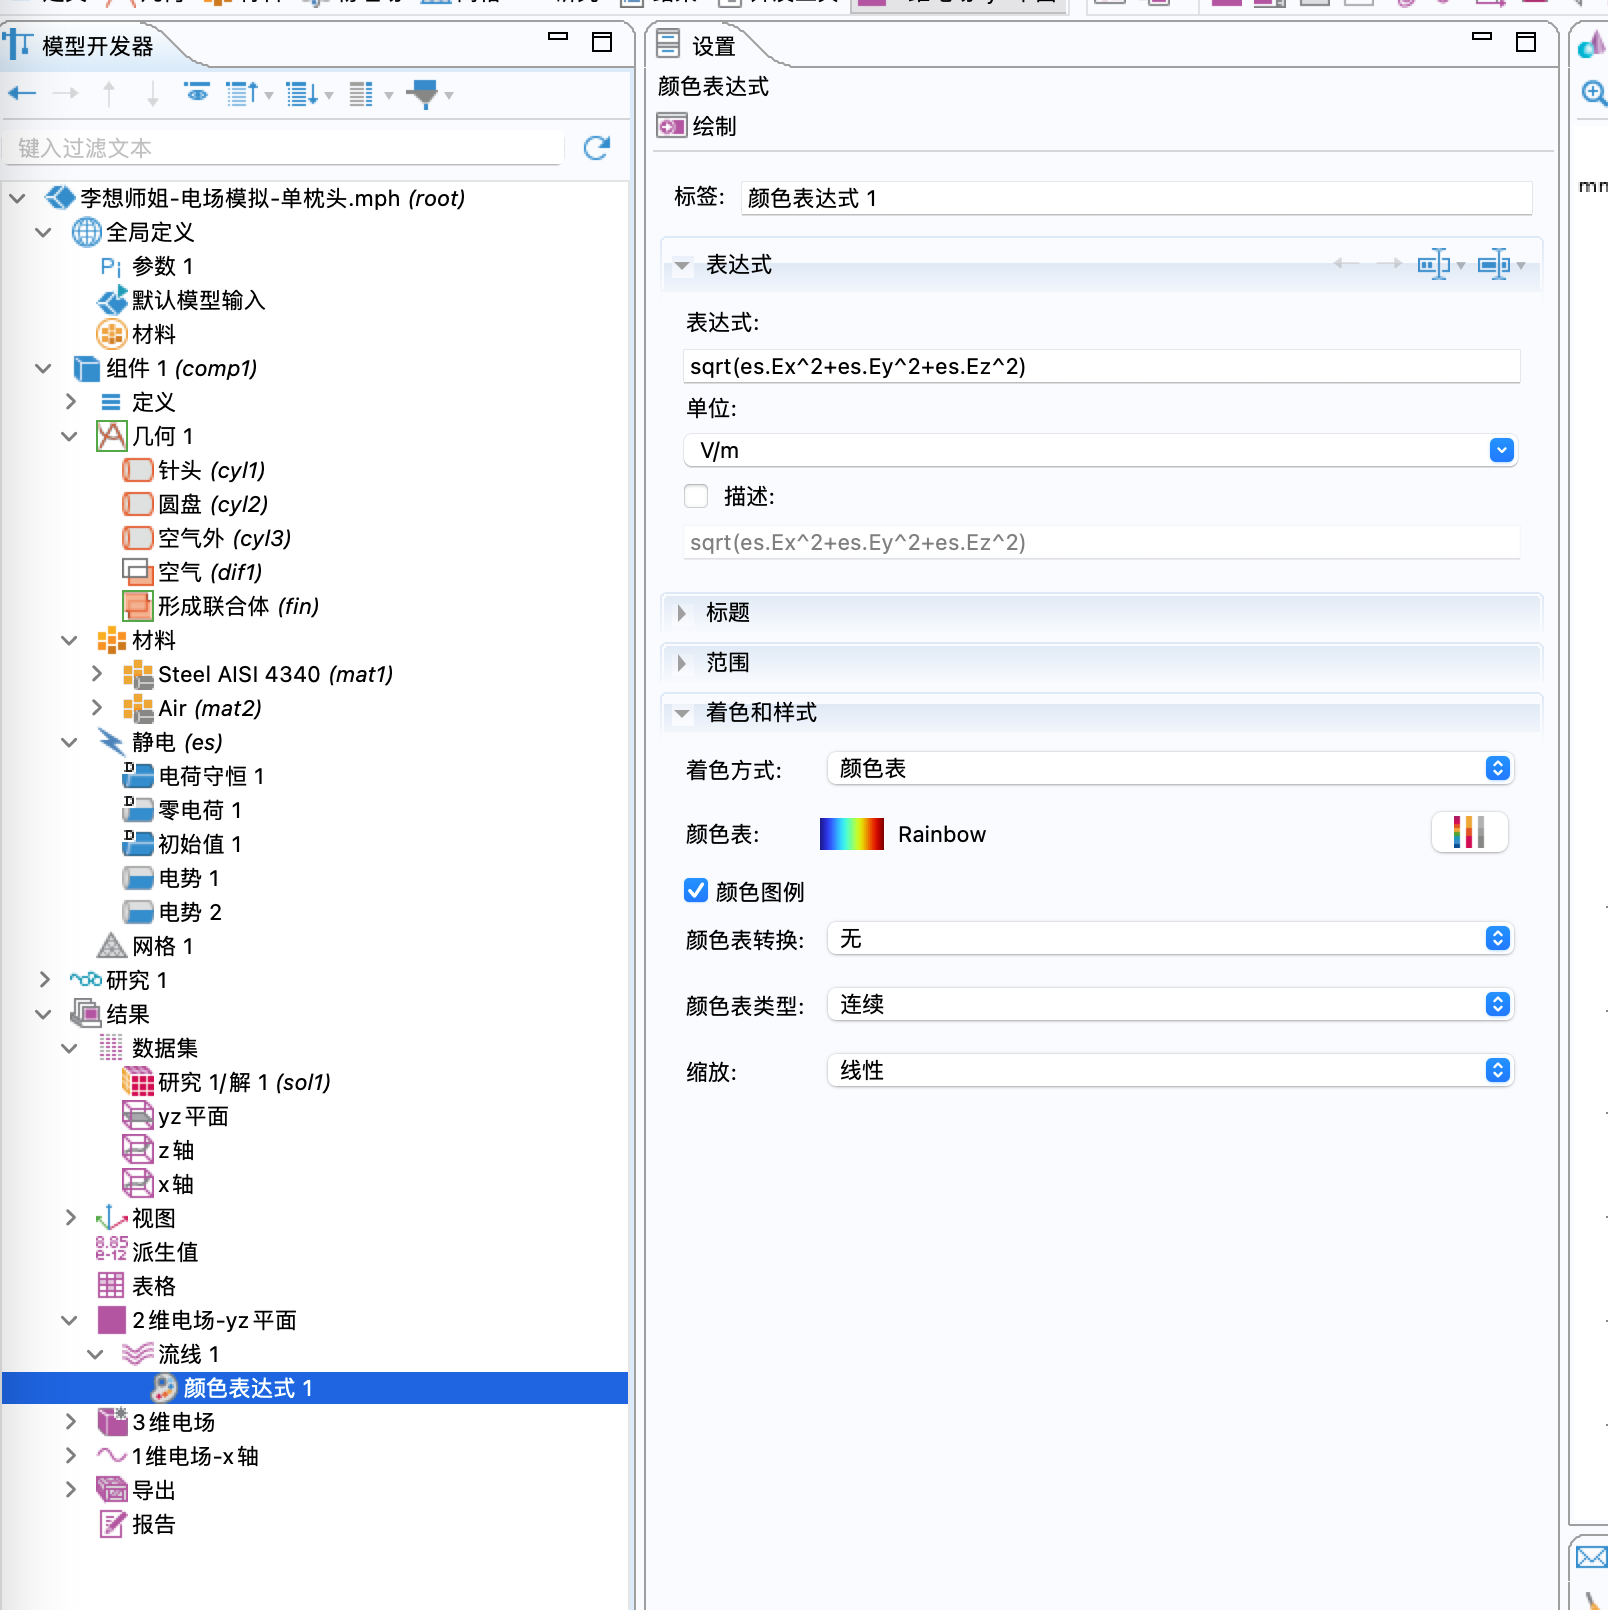 模型开发器
键入过滤文本
李想师姐-电场模拟-单枕头.mph (root)
全局定义
Pi 参数 1
默认模型输入
材料
组件 1 (comp1)
定义
几何 1
针头 (cyl1)
圆盘 (cyl2)
空气外 (cyl3)
空气 (dif1)
形成联合体 (fin)
材料
Steel AISI 4340 (mat1)
Air (mat2)
静电 (es)
D 电荷守恒 1
D 零电荷 1
D 初始值 1
电势 1
电势 2
网格 1
研究 1
结果
数据集
研究 1/解 1 (sol1)
yz 平面
z 轴
x 轴
视图
8.85
e-12 派生值
表格
2 维电场-yz 平面
流线 1
颜色表达式 1
3 维电场
1 维电场-x 轴
导出
报告
设置
颜色表达式
绘制
标签: 颜色表达式 1
表达式
表达式:
sqrt(es.Ex^2+es.Ey^2+es.Ez^2)
单位:
V/m
描述:
sqrt(es.Ex^2+es.Ey^2+es.Ez^2)
标题
范围
着色和样式
着色方式: 颜色表
颜色表: Rainbow
颜色图例
颜色表转换: 无
颜色表类型: 连续
缩放: 线性